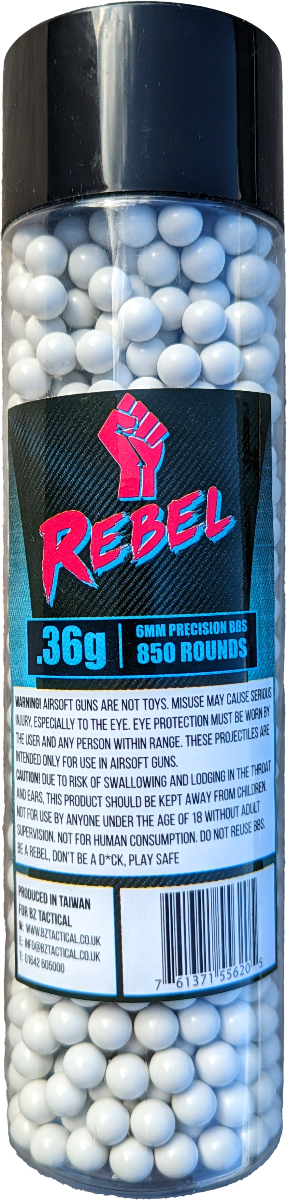 REBEL
.36g
6MM PRECISION BBS
850 ROUNDS
WARNING! AIRSOFT GUNS ARE NOT TOYS. MISUSE MAY CAUSE SERIOUS
INJURY, ESPECIALLY TO THE EYE. EYE PROTECTION MUST BE WORN BY
THE USER AND ANY PERSON WITHIN RANGE. THESE PROJECTILES ARE
INTENDED ONLY FOR USE IN AIRSOFT GUNS.
CAUTION! DUE TO RISK OF SWALLOWING AND LODGING IN THE THROAT
AND EARS, THIS PRODUCT SHOULD BE KEPT AWAY FROM CHILDREN.
NOT FOR USE BY ANYONE UNDER THE AGE OF 18 WITHOUT ADULT
SUPERVISION. NOT FOR HUMAN CONSUMPTION. DO NOT REUSE BBS.
BE A REBEL, DON'T BE A D*CK, PLAY SAFE
PRODUCED IN TAIWAN
FOR BZ TACTICAL
W: WWW.BZTACTICAL.CO.UK
E: INFO@BZTACTICAL.CO.UK
T: 01642 605000
7 61371 55620 5